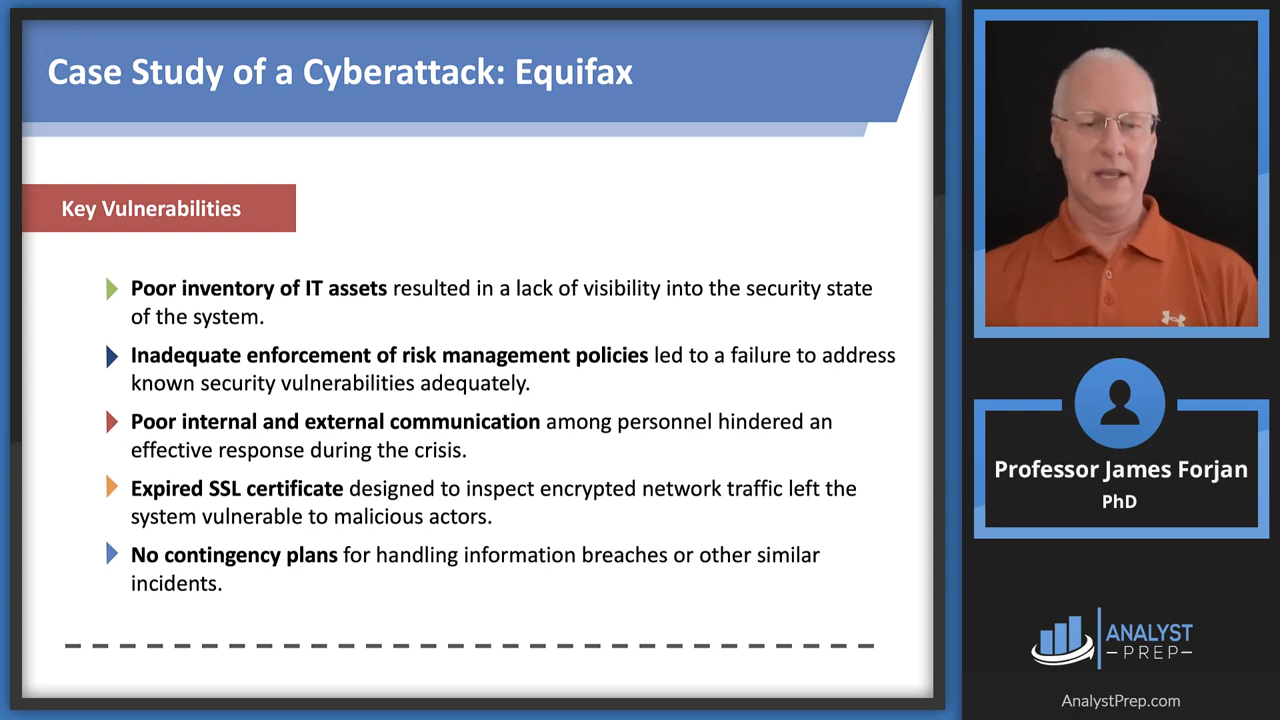 Case Study of a Cyberattack: Equifax
Key Vulnerabilities
Poor inventory of IT assets resulted in a lack of visibility into the security state
of the system.
Inadequate enforcement of risk management policies led to a failure to address
known security vulnerabilities adequately.
Poor internal and external communication among personnel hindered an
effective response during the crisis.
Expired SSL certificate designed to inspect encrypted network traffic left the
system vulnerable to malicious actors.
No contingency plans for handling information breaches or other similar
incidents.
Professor James Forjan
PhD
ANALYST
PREP
AnalystPrep.com